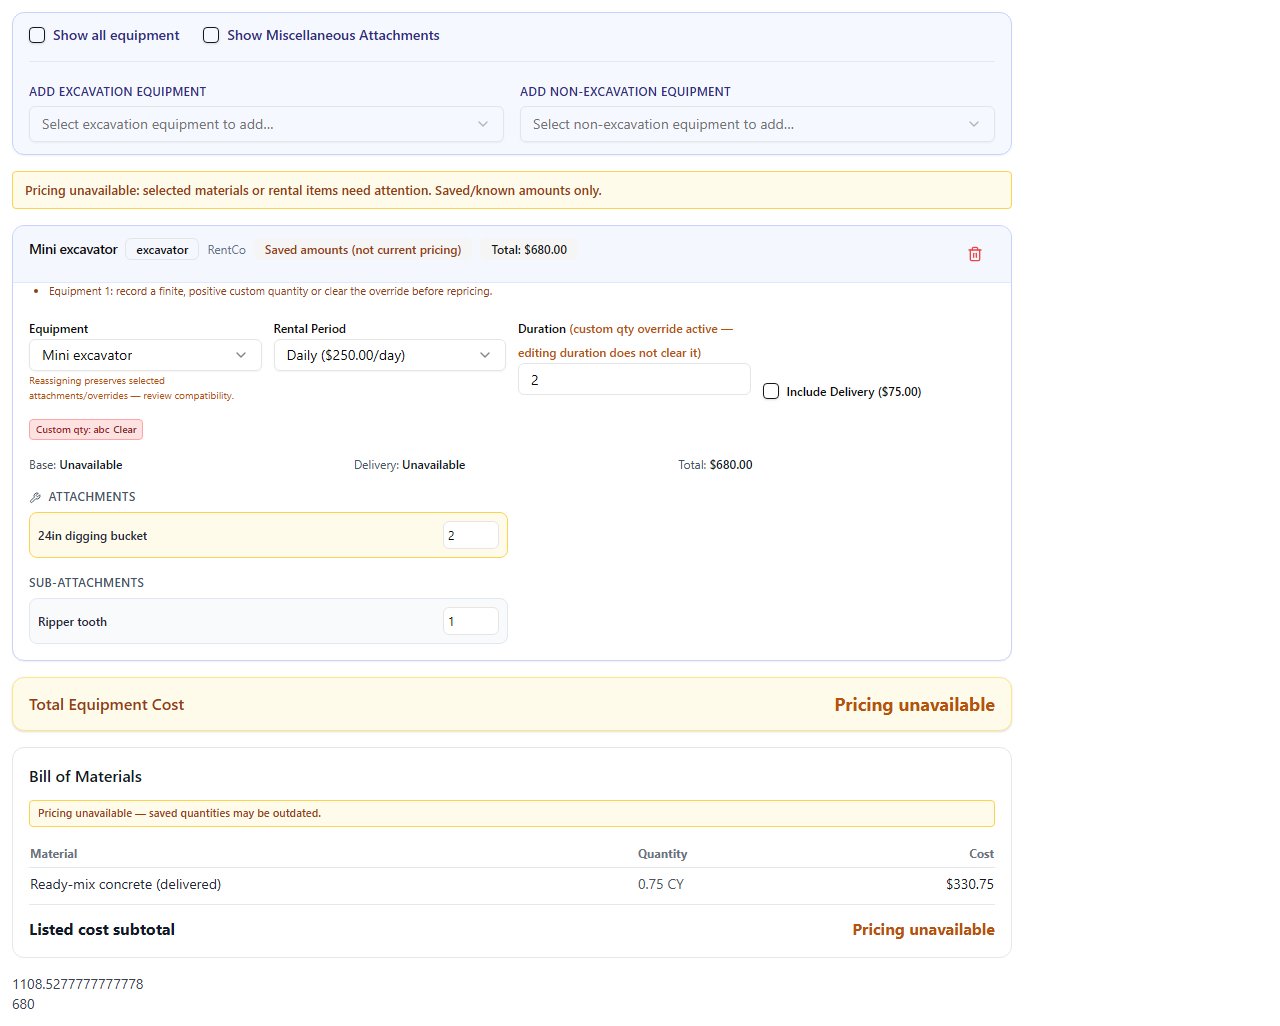 Show all equipment Show Miscellaneous Attachments
ADD EXCAVATION EQUIPMENT ADD NON-EXCAVATION EQUIPMENT
Select excavation equipment to add... Select non-excavation equipment to add...
Pricing unavailable: selected materials or rental items need attention. Saved/known amounts only.
Mini excavator excavator RentCo Saved amounts (not current pricing) Total: $680.00
• Equipment 1: record a finite, positive custom quantity or clear the override before repricing.
Equipment Rental Period Duration (custom qty override active —
editing duration does not clear it)
Mini excavator Daily ($250.00/day) 2
Include Delivery ($75.00)
Reassigning preserves selected
attachments/overrides — review compatibility.
Custom qty: abc Clear
Base: Unavailable Delivery: Unavailable Total: $680.00
ATTACHMENTS
24in digging bucket 2
SUB-ATTACHMENTS
Ripper tooth 1
Total Equipment Cost Pricing unavailable
Bill of Materials
Pricing unavailable — saved quantities may be outdated.
Material Quantity Cost
Ready-mix concrete (delivered) 0.75 CY $330.75
Listed cost subtotal Pricing unavailable
1108.5277777777778
680